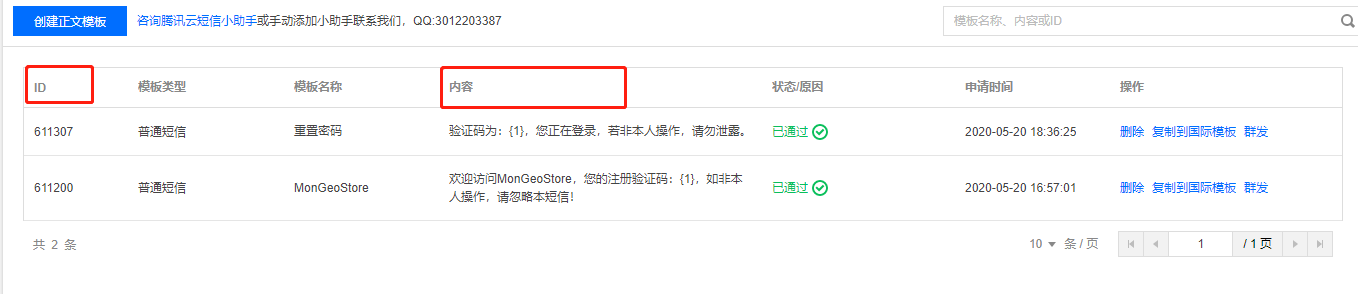 创建正文模板 咨询腾讯云短信小助手或手动添加小助手联系我们，QQ:3012203387 模板名称、内容或ID
ID 模板类型 模板名称 内容 状态/原因 申请时间 操作
611307 普通短信 重置密码 验证码为：{1}，您正在登录，若非本人操作，请勿泄露。 已通过 2020-05-20 18:36:25 删除 复制到国际模板 群发
611200 普通短信 MonGeoStore 欢迎访问MonGeoStore，您的注册验证码：{1}，如非本 已通过 2020-05-20 16:57:01 删除 复制到国际模板 群发
人操作，请忽略本短信！
共 2 条 10 条 / 页 1 / 1 页